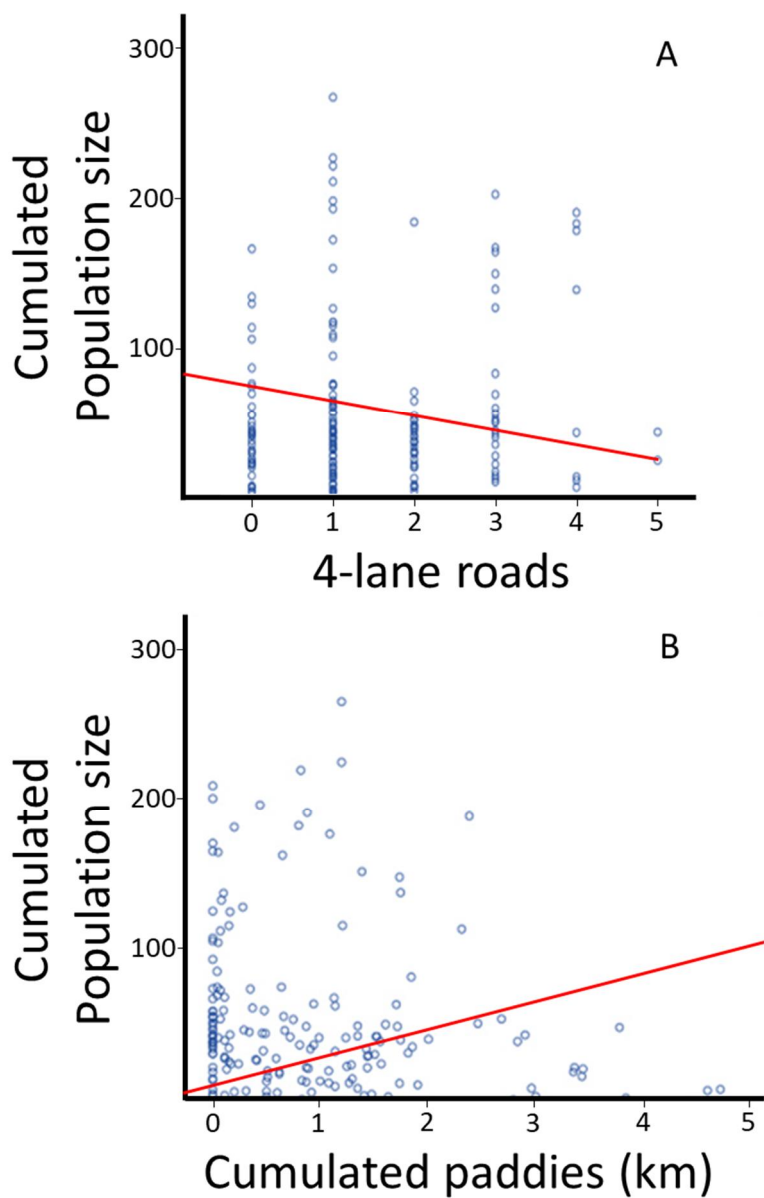 A
300
200
100
Cumulated
Population size
0 1 2 3 4 5
4-lane roads
B
300
200
100
Cumulated
Population size
0 1 2 3 4 5
Cumulated paddies (km)